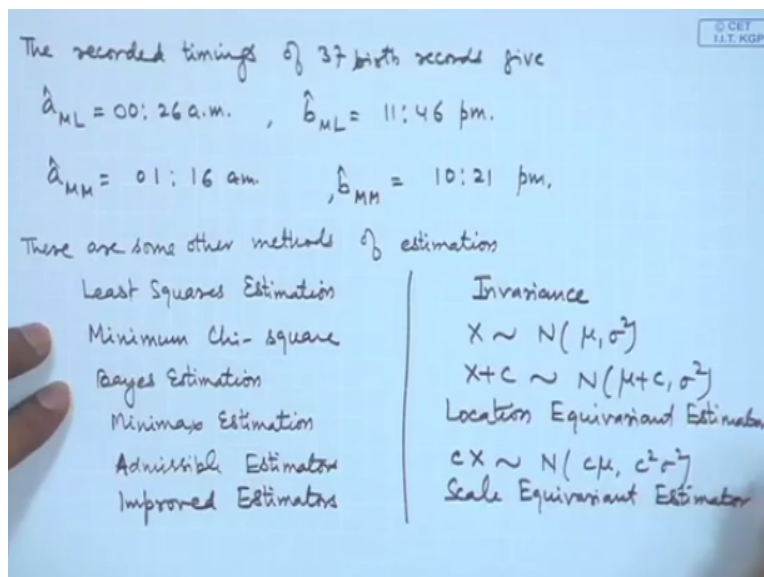 © CET
I.I.T. KGP
The recorded timings of 37 birth records give
â_ML = 00:26 a.m. , b̂_ML = 11:46 pm.
â_MM = 01:16 am. , b̂_MM = 10:21 pm.
There are some other methods of estimation
Least Squares Estimation
Minimum Chi-square
Bayes Estimation
Minimax Estimation
Admissible Estimators
Improved Estimators
Invariance
X ~ N(μ, σ²)
X+c ~ N(μ+c, σ²)
Location Equivariant Estimator
cX ~ N(cμ, c²σ²)
Scale Equivariant Estimator